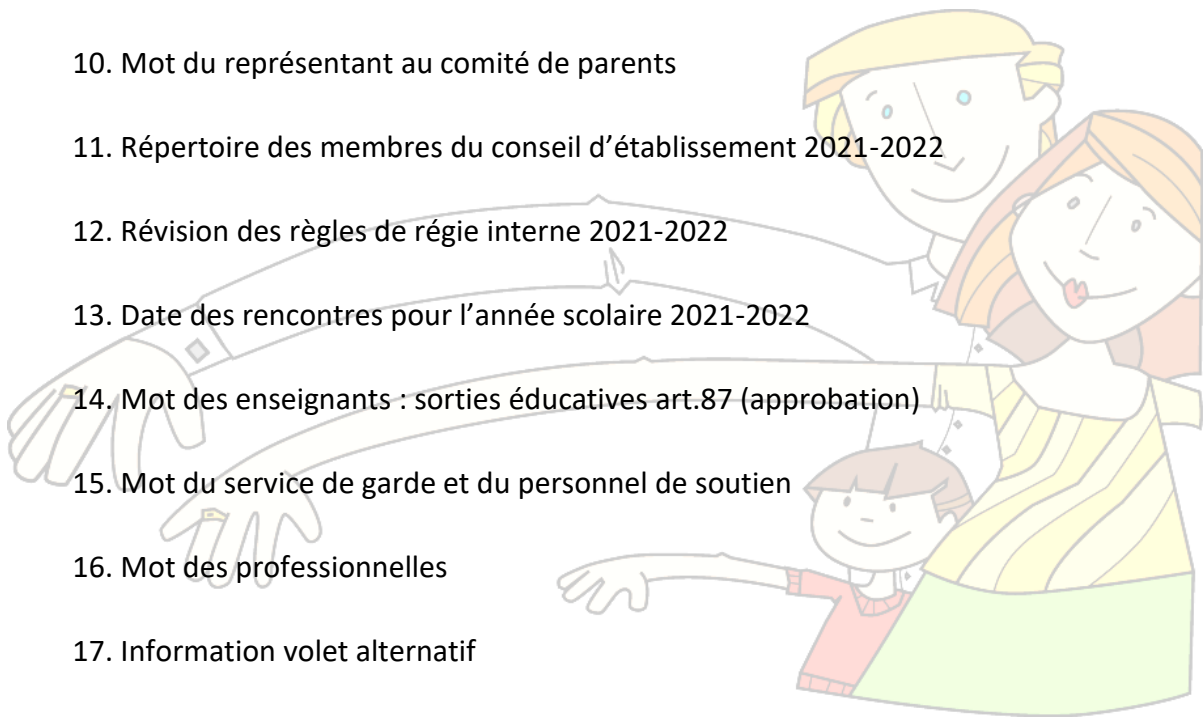 10. Mot du représentant au comité de parents
11. Répertoire des membres du conseil d’établissement 2021-2022
12. Révision des règles de régie interne 2021-2022
13. Date des rencontres pour l’année scolaire 2021-2022
14. Mot des enseignants : sorties éducatives art.87 (approbation)
15. Mot du service de garde et du personnel de soutien
16. Mot des professionnelles
17. Information volet alternatif